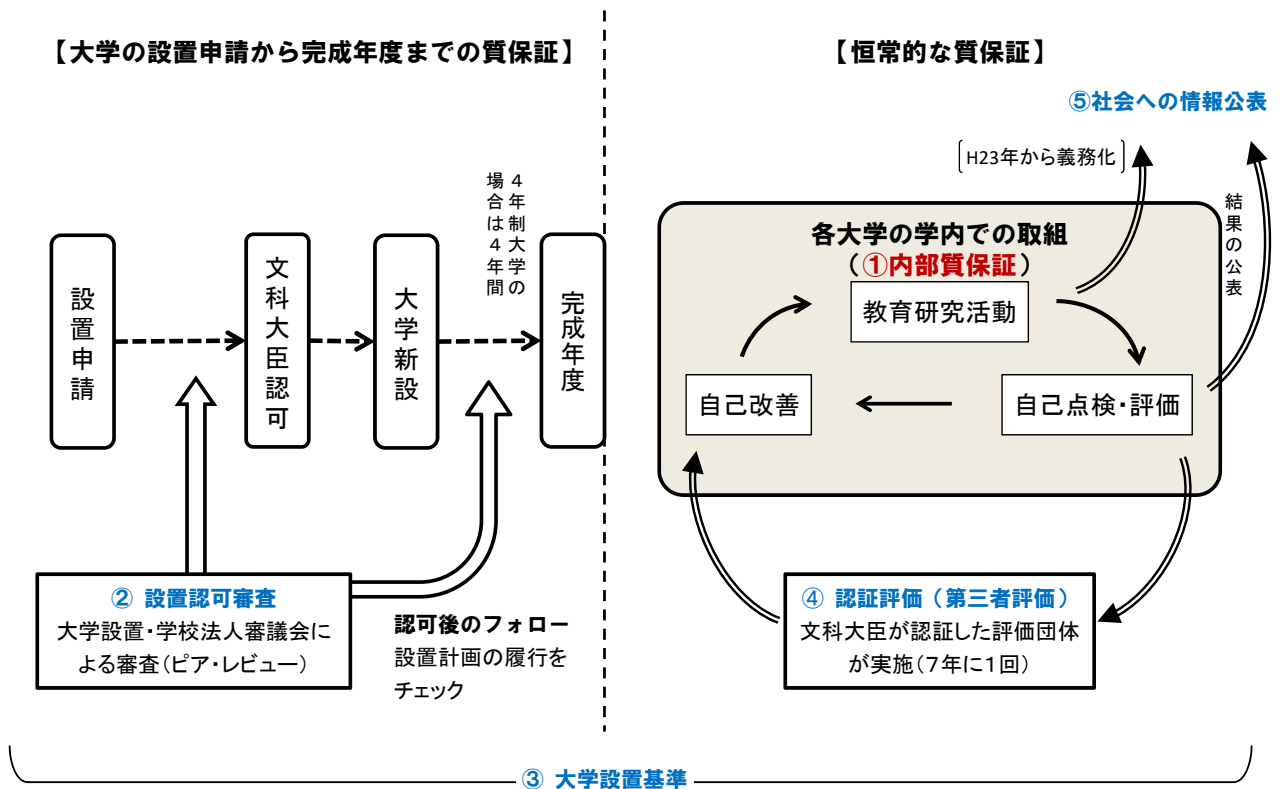 【大学の設置申請から完成年度までの質保証】
設置申請
文科大臣認可
大学新設
４年制大学の
場合は４年間
完成年度
② 設置認可審査
大学設置・学校法人審議会に
よる審査(ピア・レビュー)
認可後のフォロー
設置計画の履行を
チェック
【恒常的な質保証】
⑤社会への情報公表
〔H23年から義務化〕
結果の公表
各大学の学内での取組
（①内部質保証）
教育研究活動
自己改善
自己点検・評価
④ 認証評価（第三者評価）
文科大臣が認証した評価団体
が実施(７年に１回)
③ 大学設置基準